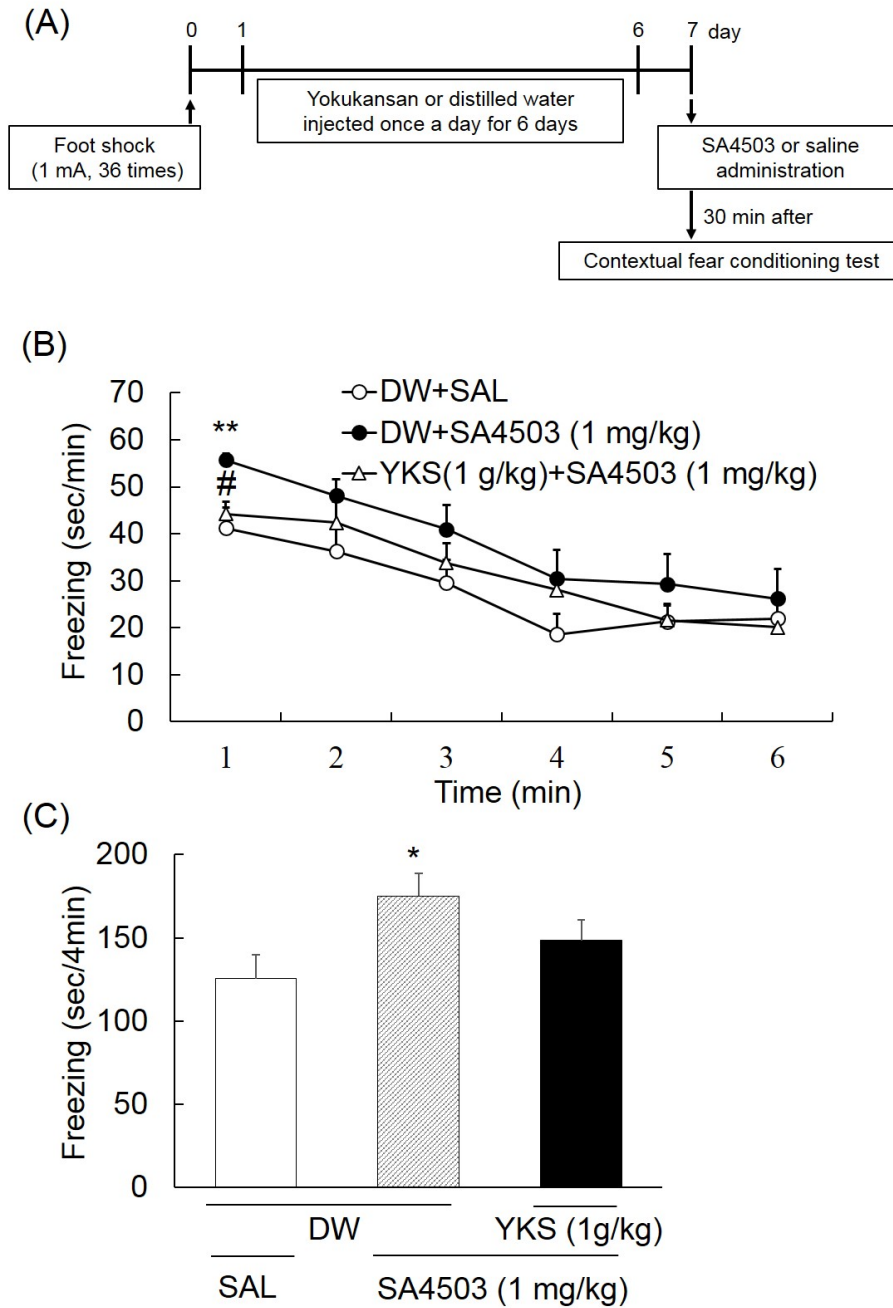 (A)
0 1 6 7 day
Yokukansan or distilled water
injected once a day for 6 days
Foot shock
(1 mA, 36 times)
SA4503 or saline
administration
30 min after
Contextual fear conditioning test
(B)
Freezing (sec/min)
70
60
50
40
30
20
10
0
**
#
DW+SAL
DW+SA4503 (1 mg/kg)
YKS(1 g/kg)+SA4503 (1 mg/kg)
1 2 3 4 5 6
Time (min)
(C)
Freezing (sec/4min)
200
150
100
50
0
*
DW YKS (1g/kg)
SAL SA4503 (1 mg/kg)